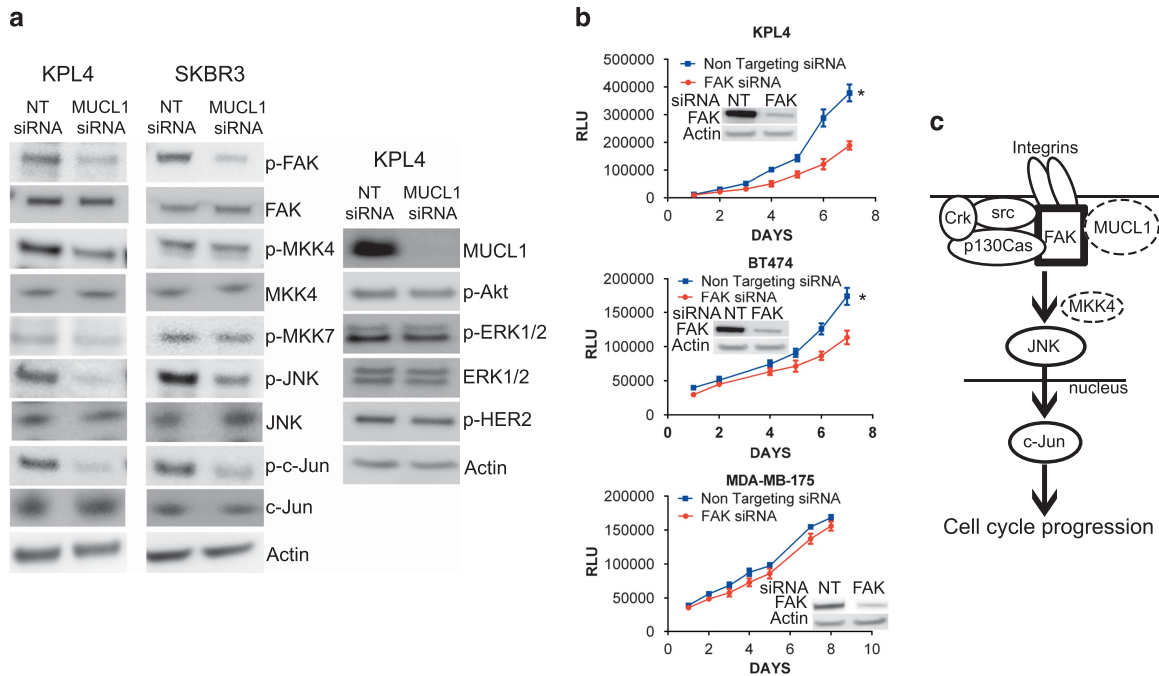 a
KPL4
SKBR3
NT
siRNA
MUCL1
siRNA
NT
siRNA
MUCL1
siRNA
p-FAK
FAK
p-MKK4
MKK4
p-MKK7
p-JNK
JNK
p-c-Jun
c-Jun
Actin
KPL4
NT
siRNA
MUCL1
siRNA
MUCL1
p-Akt
p-ERK1/2
ERK1/2
p-HER2
Actin
b
KPL4
500000
400000
300000
200000
100000
0
RLU
Non Targeting siRNA
FAK siRNA
siRNA NT FAK
FAK
Actin
*
0 2 4 6 8
DAYS
BT474
200000
150000
100000
50000
0
RLU
Non Targeting siRNA
FAK siRNA
siRNA NT FAK
FAK
Actin
*
0 2 4 6 8
DAYS
MDA-MB-175
200000
150000
100000
50000
0
RLU
Non Targeting siRNA
FAK siRNA
siRNA NT FAK
FAK
Actin
0 2 4 6 8 10
DAYS
c
Integrins
Crk
src
p130Cas
FAK
MUCL1
MKK4
JNK
nucleus
c-Jun
Cell cycle progression